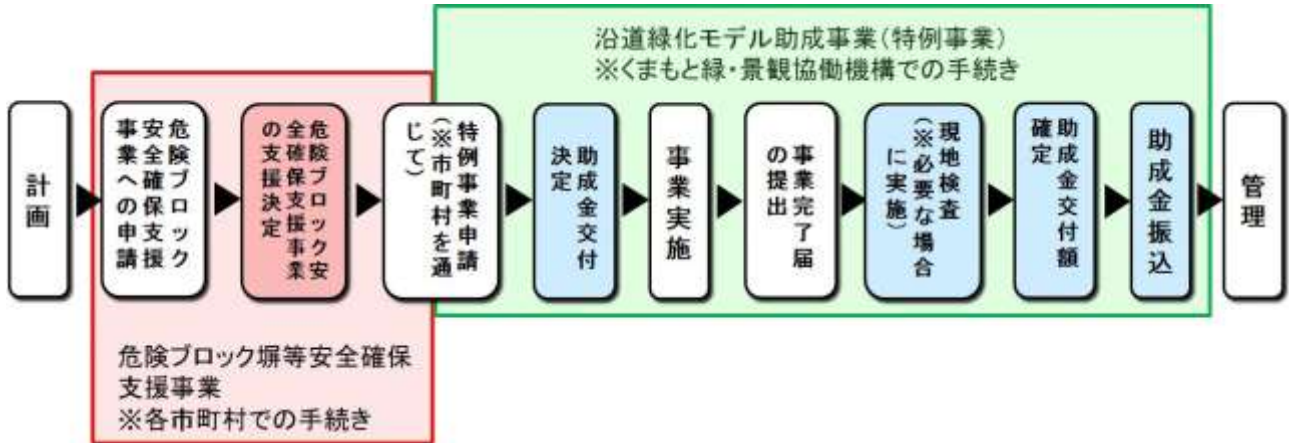 沿道緑化モデル助成事業(特例事業)
※くまもと緑・景観協働機構での手続き
計画
危険ブロック
安全確保支援
事業への申請
危険ブロック安
全確保支援事業
の支援決定
特例事業申請
(※市町村を通
じて)
助成金交付
決定
事業実施
事業完了届
の提出
現地検査
(※必要な場合
に実施)
助成金交付額
確定
助成金振込
管理
危険ブロック塀等安全確保
支援事業
※各市町村での手続き